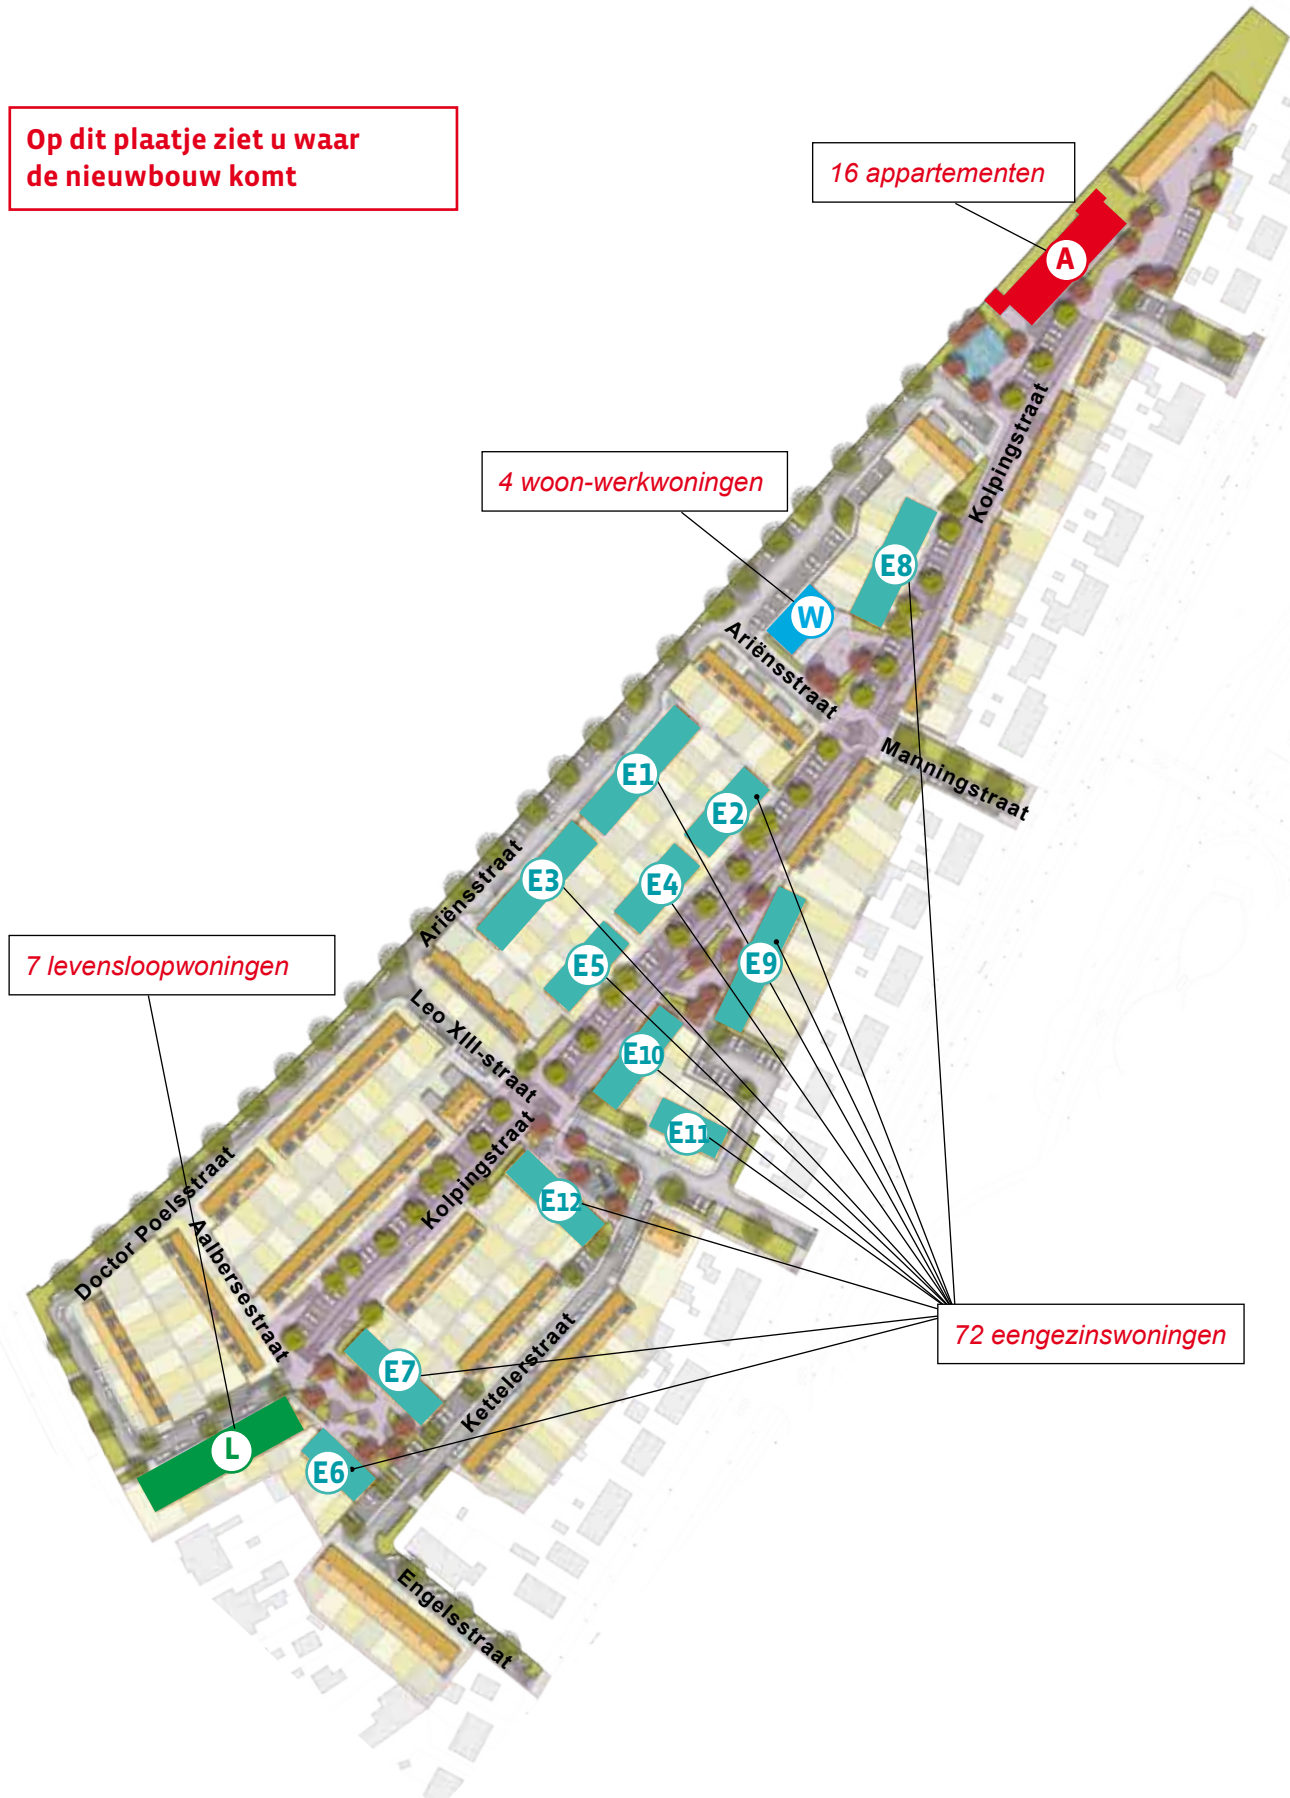 Op dit plaatje ziet u waar
de nieuwbouw komt
16 appartementen
A
Kolpingstraat
4 woon-werkwoningen
E8
W
Ariënsstraat
Manningstraat
E1
E2
E3
E4
Ariënsstraat
E5
E9
7 levensloopwoningen
Leo XIII-straat
E10
E11
Kolpingstraat
E12
Doctor Poelsstraat
Aalbersestraat
72 eengezinswoningen
E7
Kettelerstraat
L
E6
Engelsstraat